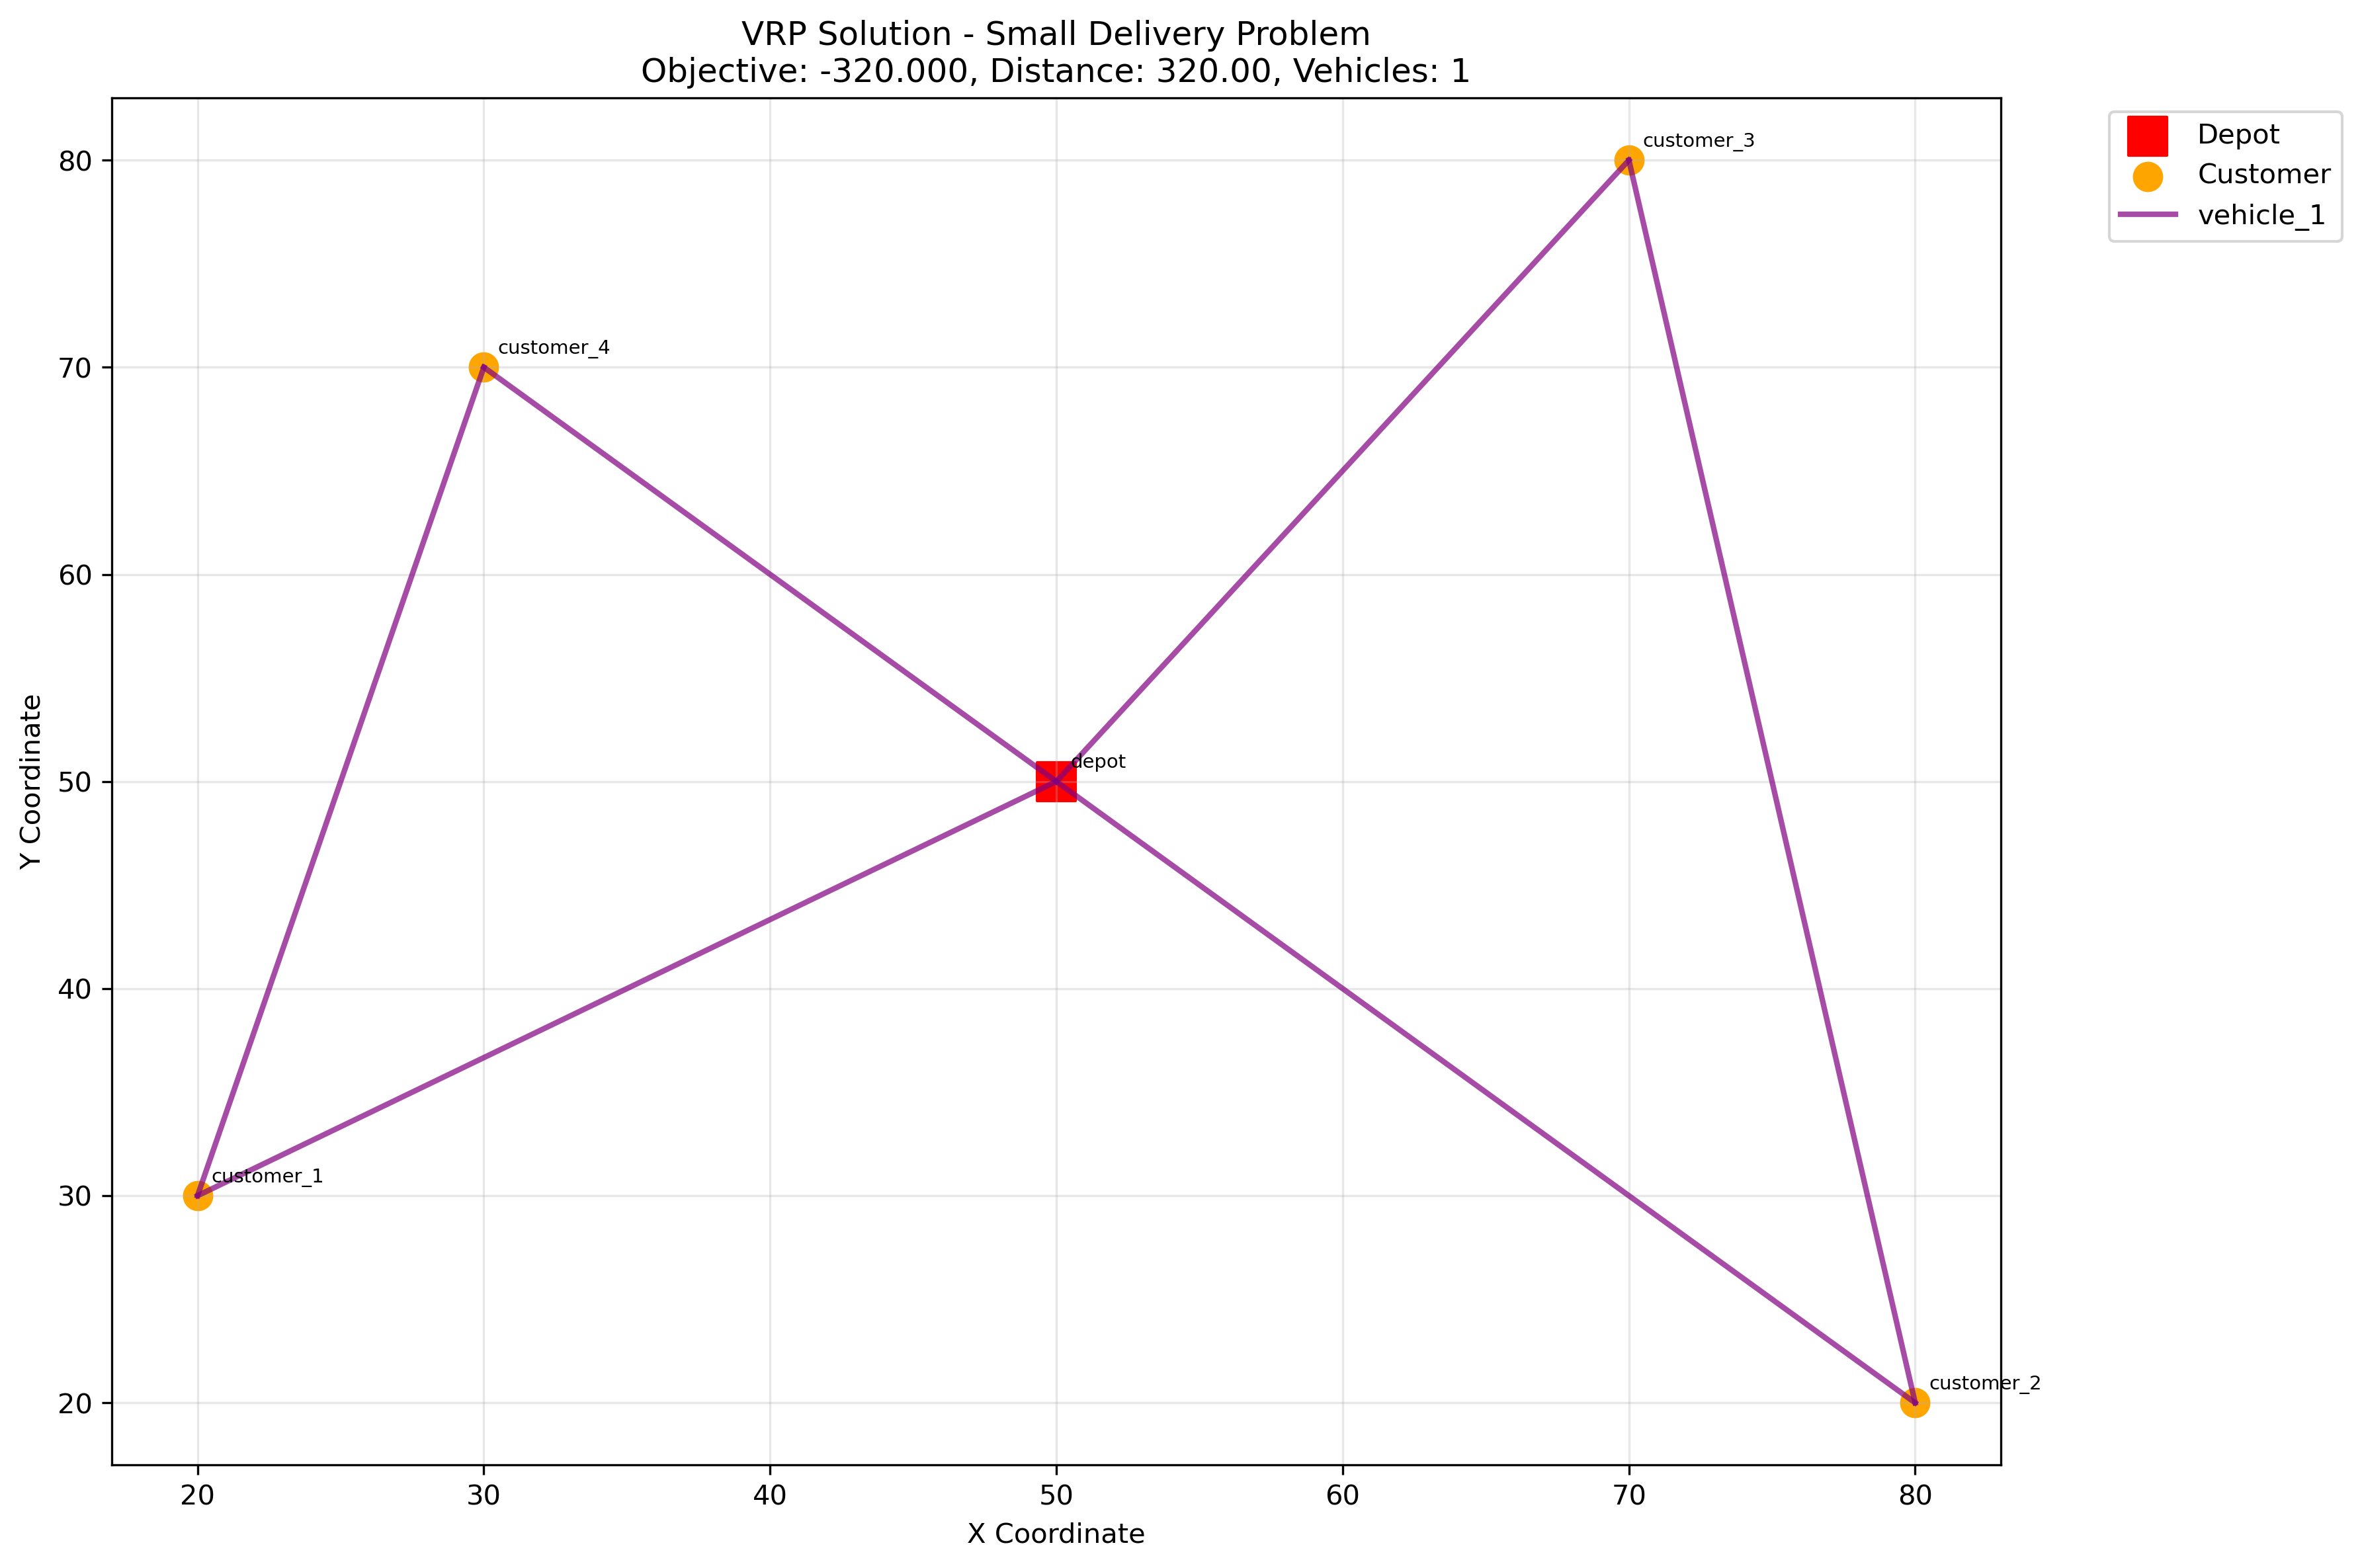 VRP Solution - Small Delivery Problem
Objective: -320.000, Distance: 320.00, Vehicles: 1
Depot
Customer
vehicle_1
customer_3
customer_4
depot
customer_1
customer_2
Y Coordinate
80
70
60
50
40
30
20
20
30
40
50
60
70
80
X Coordinate